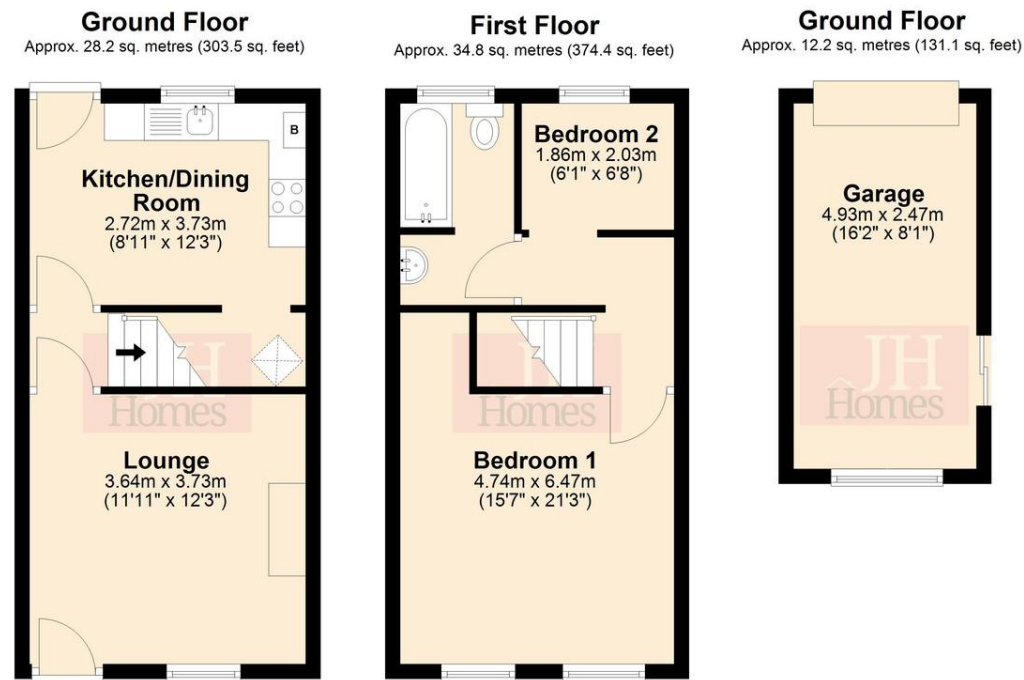 Ground Floor
Approx. 28.2 sq. metres (303.5 sq. feet)
B
Kitchen/Dining
Room
2.72m x 3.73m
(8'11" x 12'3")
JH
Homes
Lounge
3.64m x 3.73m
(11'11" x 12'3")
First Floor
Approx. 34.8 sq. metres (374.4 sq. feet)
Bedroom 2
1.86m x 2.03m
(6'1" x 6'8")
JH
Homes
Bedroom 1
4.74m x 6.47m
(15'7" x 21'3")
Ground Floor
Approx. 12.2 sq. metres (131.1 sq. feet)
Garage
4.93m x 2.47m
(16'2" x 8'1")
JH
Homes